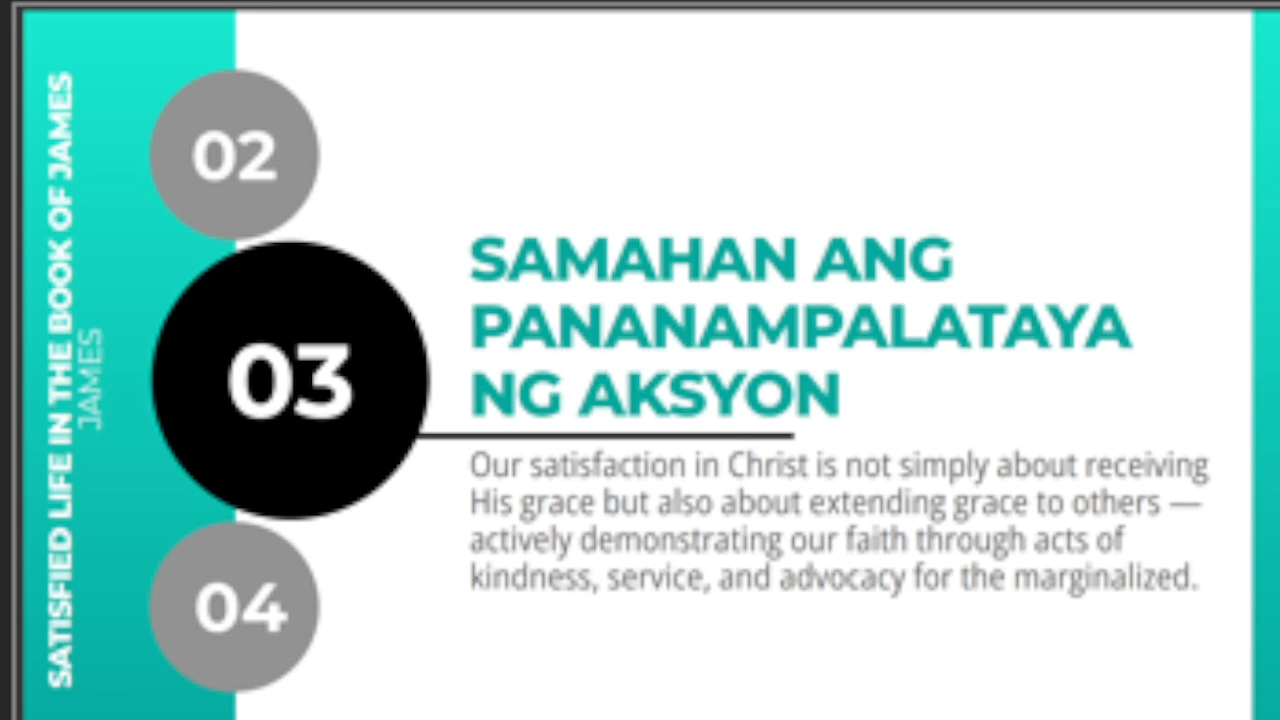 SATISFIED LIFE IN THE BOOK OF JAMES
JAMES
02
03
04
SAMAHAN ANG
PANANAMPALATAYA
NG AKSYON
Our satisfaction in Christ is not simply about receiving
His grace but also about extending grace to others —
actively demonstrating our faith through acts of
kindness, service, and advocacy for the marginalized.